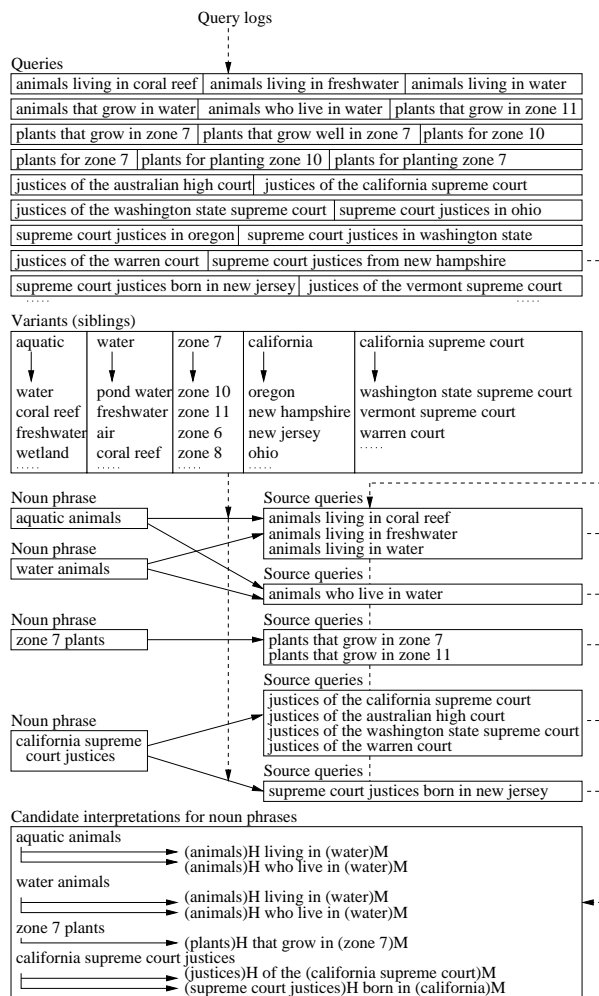 Query logs
Queries
animals living in coral reef animals living in freshwater animals living in water
animals that grow in water animals who live in water plants that grow in zone 11
plants that grow in zone 7 plants that grow well in zone 7 plants for zone 10
plants for zone 7 plants for planting zone 10 plants for planting zone 7
justices of the australian high court justices of the california supreme court
justices of the washington state supreme court supreme court justices in ohio
supreme court justices in oregon supreme court justices in washington state
justices of the warren court supreme court justices from new hampshire
supreme court justices born in new jersey justices of the vermont supreme court
..... .....
Variants (siblings)
aquatic water zone 7 california california supreme court
water pond water zone 10 oregon washington state supreme court
coral reef freshwater zone 11 new hampshire vermont supreme court
freshwater air zone 6 new jersey warren court
wetland coral reef zone 8 ohio .....
..... ..... ..... .....
Noun phrase Source queries
aquatic animals animals living in coral reef
animals living in freshwater
Noun phrase animals living in water
water animals Source queries
animals who live in water
Noun phrase Source queries
zone 7 plants plants that grow in zone 7
plants that grow in zone 11
Source queries
justices of the california supreme court
Noun phrase justices of the australian high court
california supreme justices of the washington state supreme court
court justices justices of the warren court
Source queries
supreme court justices born in new jersey
Candidate interpretations for noun phrases
aquatic animals
(animals)H living in (water)M
(animals)H who live in (water)M
water animals
(animals)H living in (water)M
(animals)H who live in (water)M
zone 7 plants
(plants)H that grow in (zone 7)M
california supreme court justices
(justices)H of the (california supreme court)M
(supreme court justices)H born in (california)M